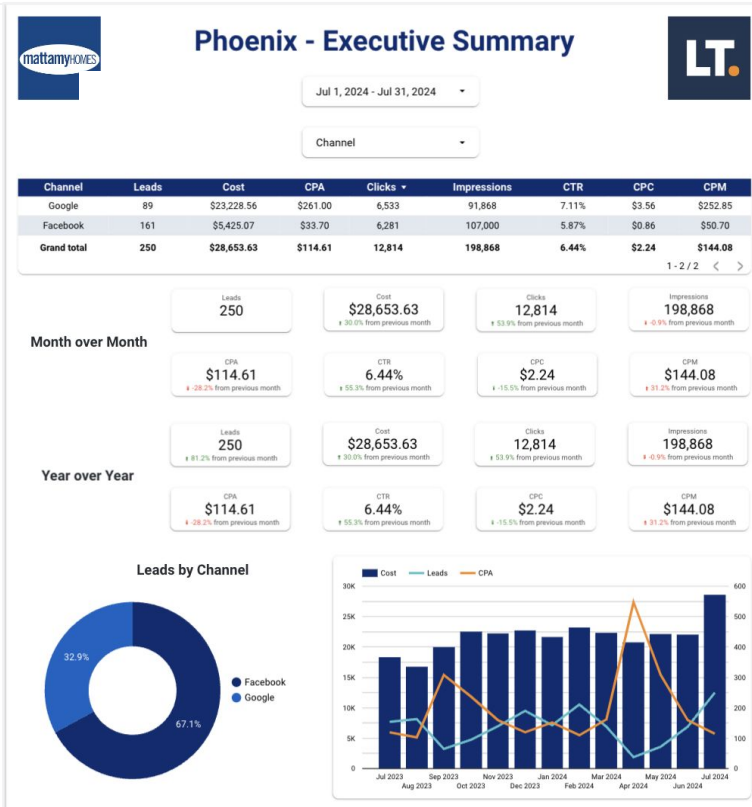 mattamyHOMES
Phoenix - Executive Summary
LT.
Jul 1, 2024 - Jul 31, 2024
Channel
Channel Leads Cost CPA Clicks Impressions CTR CPC CPM
Google 89 $23,228.56 $261.00 6,533 91,868 7.11% $3.56 $252.85
Facebook 161 $5,425.07 $33.70 6,281 107,000 5.87% $0.86 $50.70
Grand total 250 $28,653.63 $114.61 12,814 198,868 6.44% $2.24 $144.08
1 - 2 / 2
Month over Month
Leads
250
Cost
$28,653.63
30.0% from previous month
Clicks
12,814
53.9% from previous month
Impressions
198,868
-0.9% from previous month
CPA
$114.61
-28.2% from previous month
CTR
6.44%
55.3% from previous month
CPC
$2.24
-15.5% from previous month
CPM
$144.08
31.2% from previous month
Year over Year
Leads
250
81.2% from previous month
Cost
$28,653.63
30.0% from previous month
Clicks
12,814
53.9% from previous month
Impressions
198,868
-0.9% from previous month
CPA
$114.61
-28.2% from previous month
CTR
6.44%
55.3% from previous month
CPC
$2.24
-15.5% from previous month
CPM
$144.08
31.2% from previous month
Leads by Channel
32.9%
67.1%
Facebook
Google
Cost Leads CPA
30K 600
25K 500
20K 400
15K 300
10K 200
5K 100
0 0
Jul 2023 Sep 2023 Nov 2023 Jan 2024 Mar 2024 May 2024 Jul 2024
Aug 2023 Oct 2023 Dec 2023 Feb 2024 Apr 2024 Jun 2024